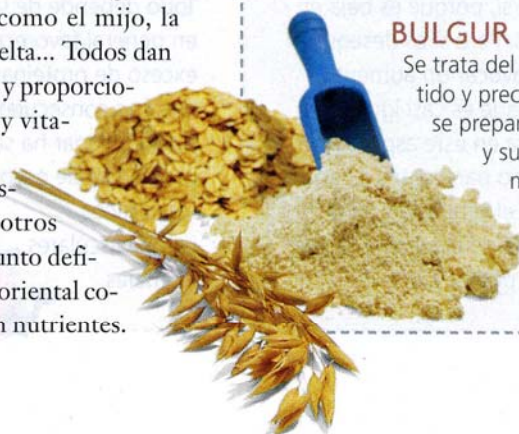 como el mijo, la
elta... Todos dan
y proporcio-
y vita-
s-
otros
unto defi-
oriental co-
n nutrientes.
BULGUR
Se trata del
tido y prec
se prepar
y su
n